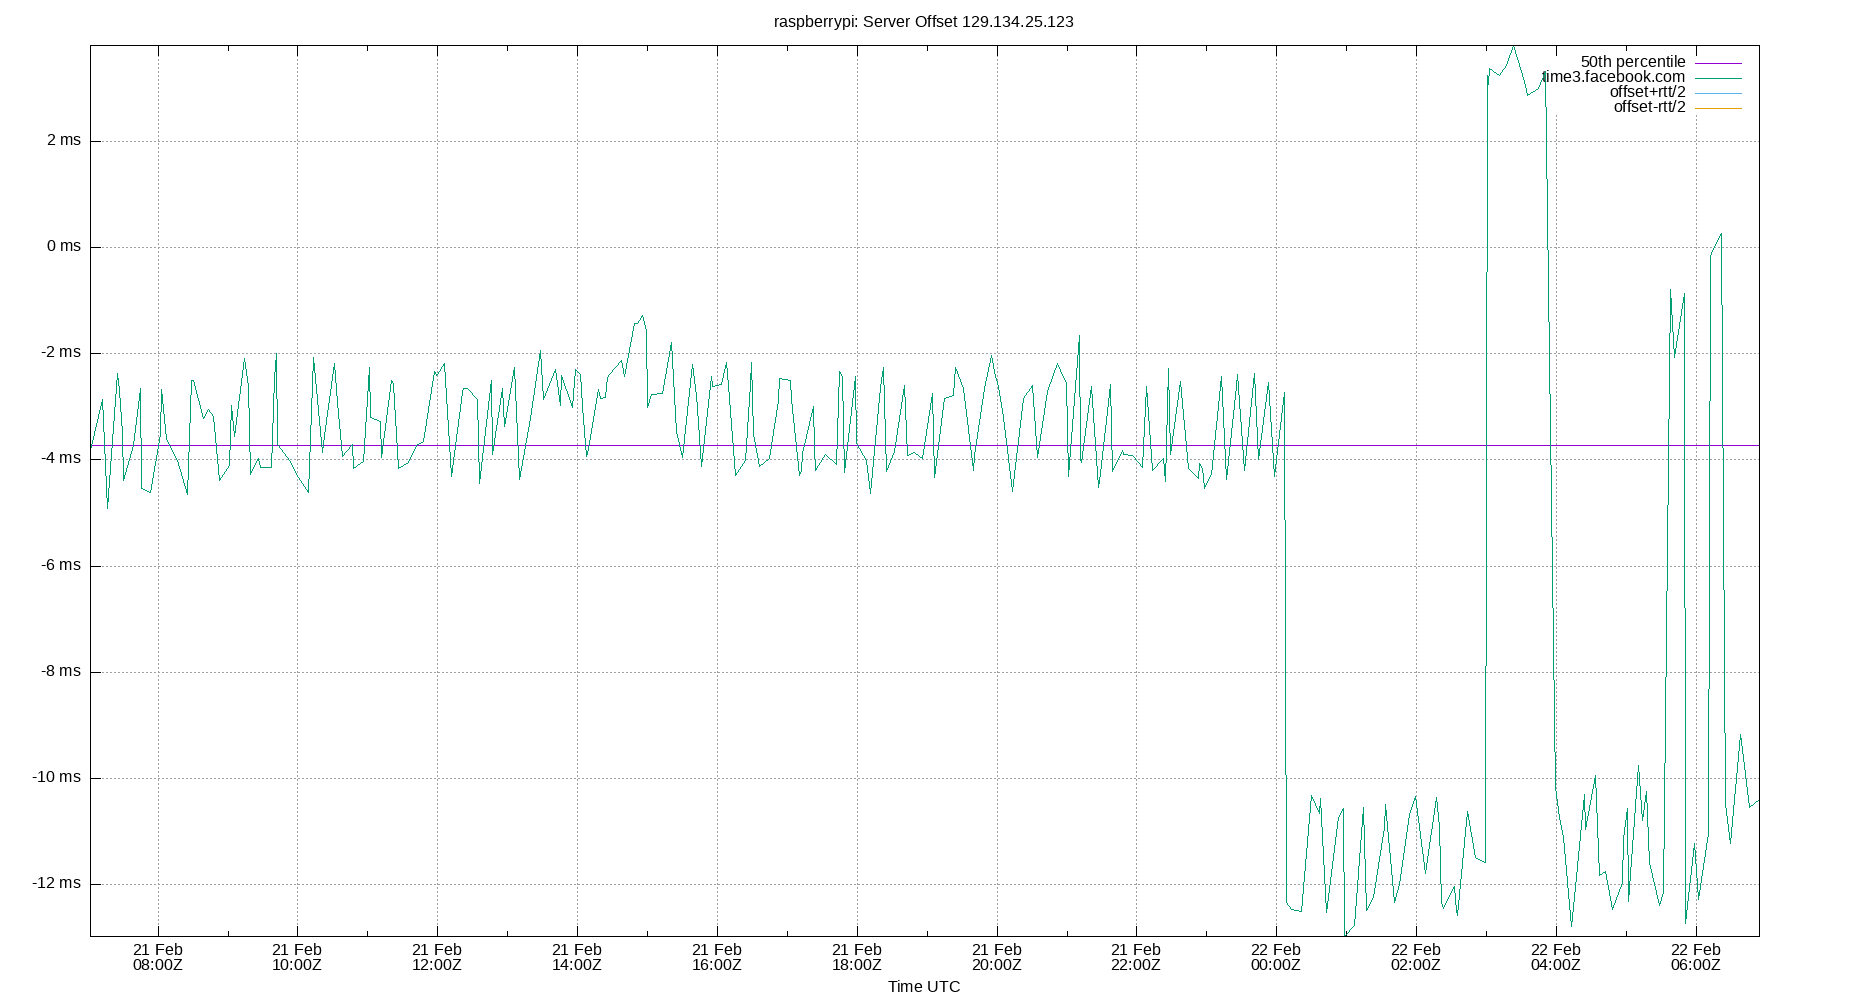 raspberrypi: Server Offset 129.134.25.123
50th percentile
time3.facebook.com
offset+rtt/2
offset-rtt/2
2 ms
0 ms
-2 ms
-4 ms
-6 ms
-8 ms
-10 ms
-12 ms
21 Feb 21 Feb 21 Feb 21 Feb 21 Feb 21 Feb 21 Feb 21 Feb 22 Feb 22 Feb 22 Feb 22 Feb
08:00Z 10:00Z 12:00Z 14:00Z 16:00Z 18:00Z 20:00Z 22:00Z 00:00Z 02:00Z 04:00Z 06:00Z
Time UTC